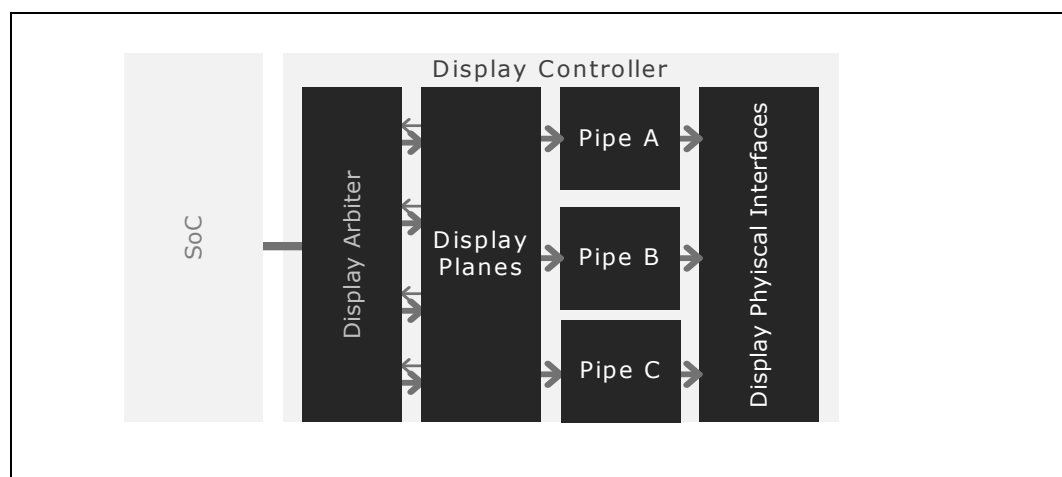 Display Controller
SoC
Display Arbiter
Display
Planes
Pipe A
Pipe B
Pipe C
Display Phyiscal Interfaces